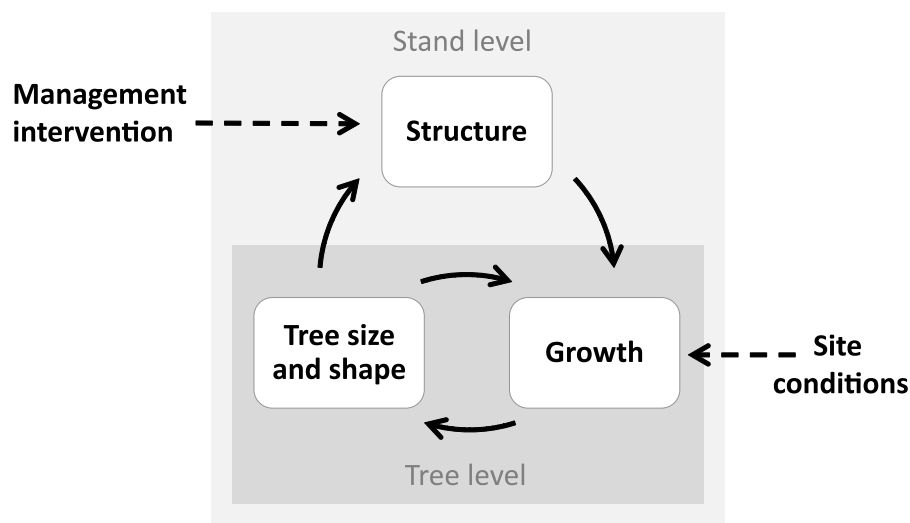 Stand level
Management
intervention
Structure
Tree size
and shape
Growth
Site
conditions
Tree level